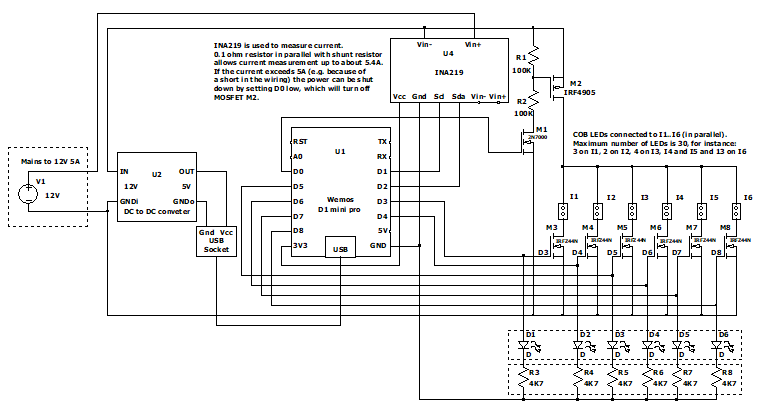 INA219 is used to measure current.
0.1 ohm resistor in parallel with shunt resistor
allows current measurement up to about 5.4A.
If the current exceeds 5A (e.g. because of
a short in the wiring) the power can be shut
down by setting D0 low, which will turn off
MOSFET M2.
Vin- Vin+
U4
INA219
Vcc Gnd Scl Sda Vin- Vin+
R1
100K
M2
IRF4905
R2
100K
M1
2N7000
COB LEDs connected to I1..I6 (in parallel).
Maximum number of LEDs is 30, for instance:
3 on I1, 2 on I2, 4 on I3, I4 and I5 and 13 on I6
Mains to 12V 5A
V1
12V
IN U2 OUT
12V 5V
GNDi GNDo
DC to DC conveter
Gnd Vcc
USB
Socket
RST U1 TX
A0 RX
D0 D1
D5 D2
D6 Wemos D3
D7 D1 mini pro D4
D8 5V
3V3 USB GND
I1 I2 I3 I4 I5 I6
M3 M4 M5 M6 M7 M8
IRFZ44N IRFZ44N IRFZ44N IRFZ44N IRFZ44N IRFZ44N
D3 D4 D5 D6 D7 D8
D1 D2 D3 D4 D5 D6
D D D D D D
R3 R4 R5 R6 R7 R8
4K7 4K7 4K7 4K7 4K7 4K7